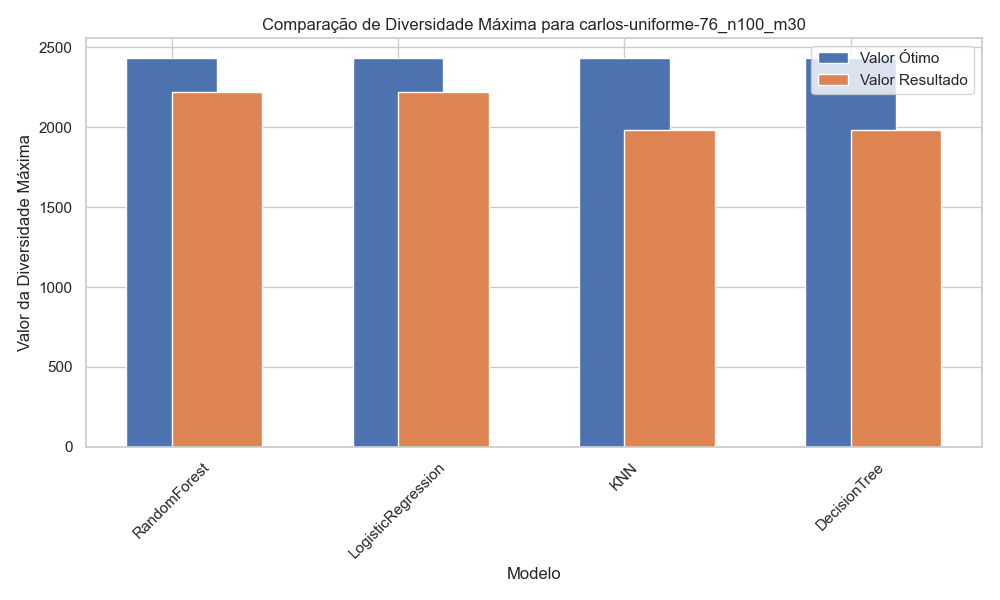 Comparação de Diversidade Máxima para carlos-uniforme-76_n100_m30
Valor Ótimo
Valor Resultado
Valor da Diversidade Máxima
2500
2000
1500
1000
500
0
RandomForest
LogisticRegression
KNN
DecisionTree
Modelo